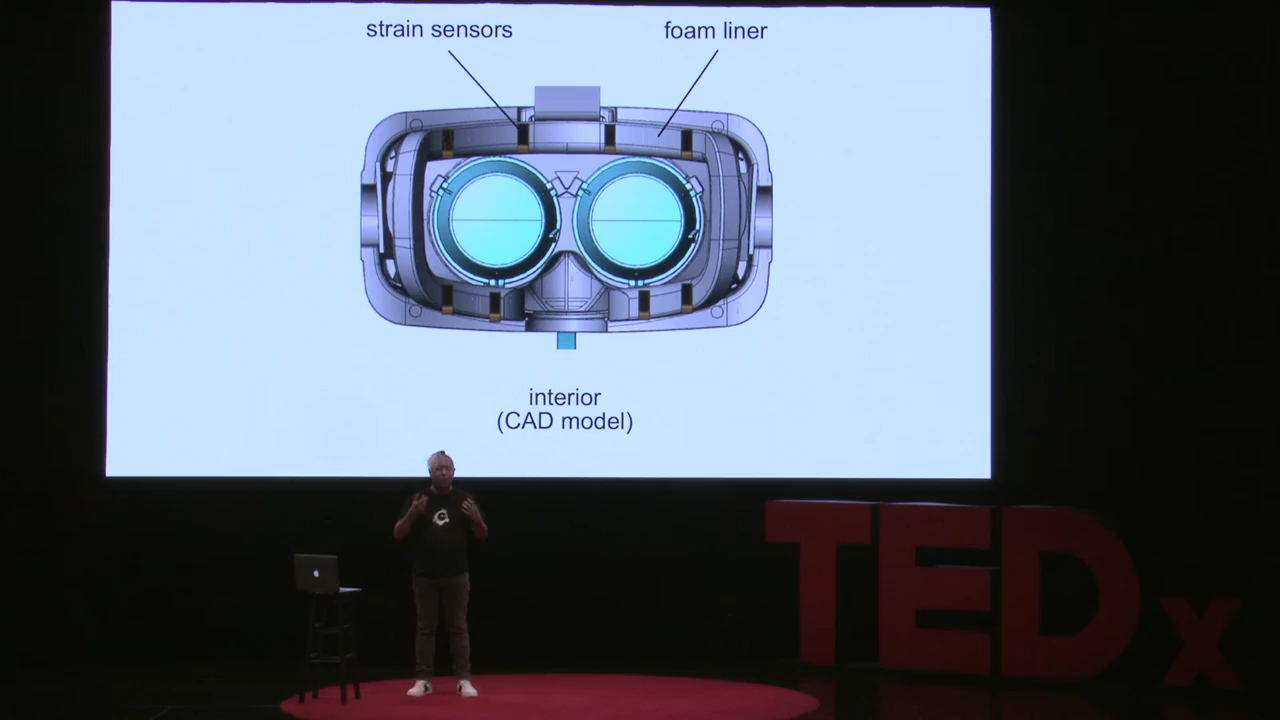 strain sensors
foam liner
interior
(CAD model)
TEDx